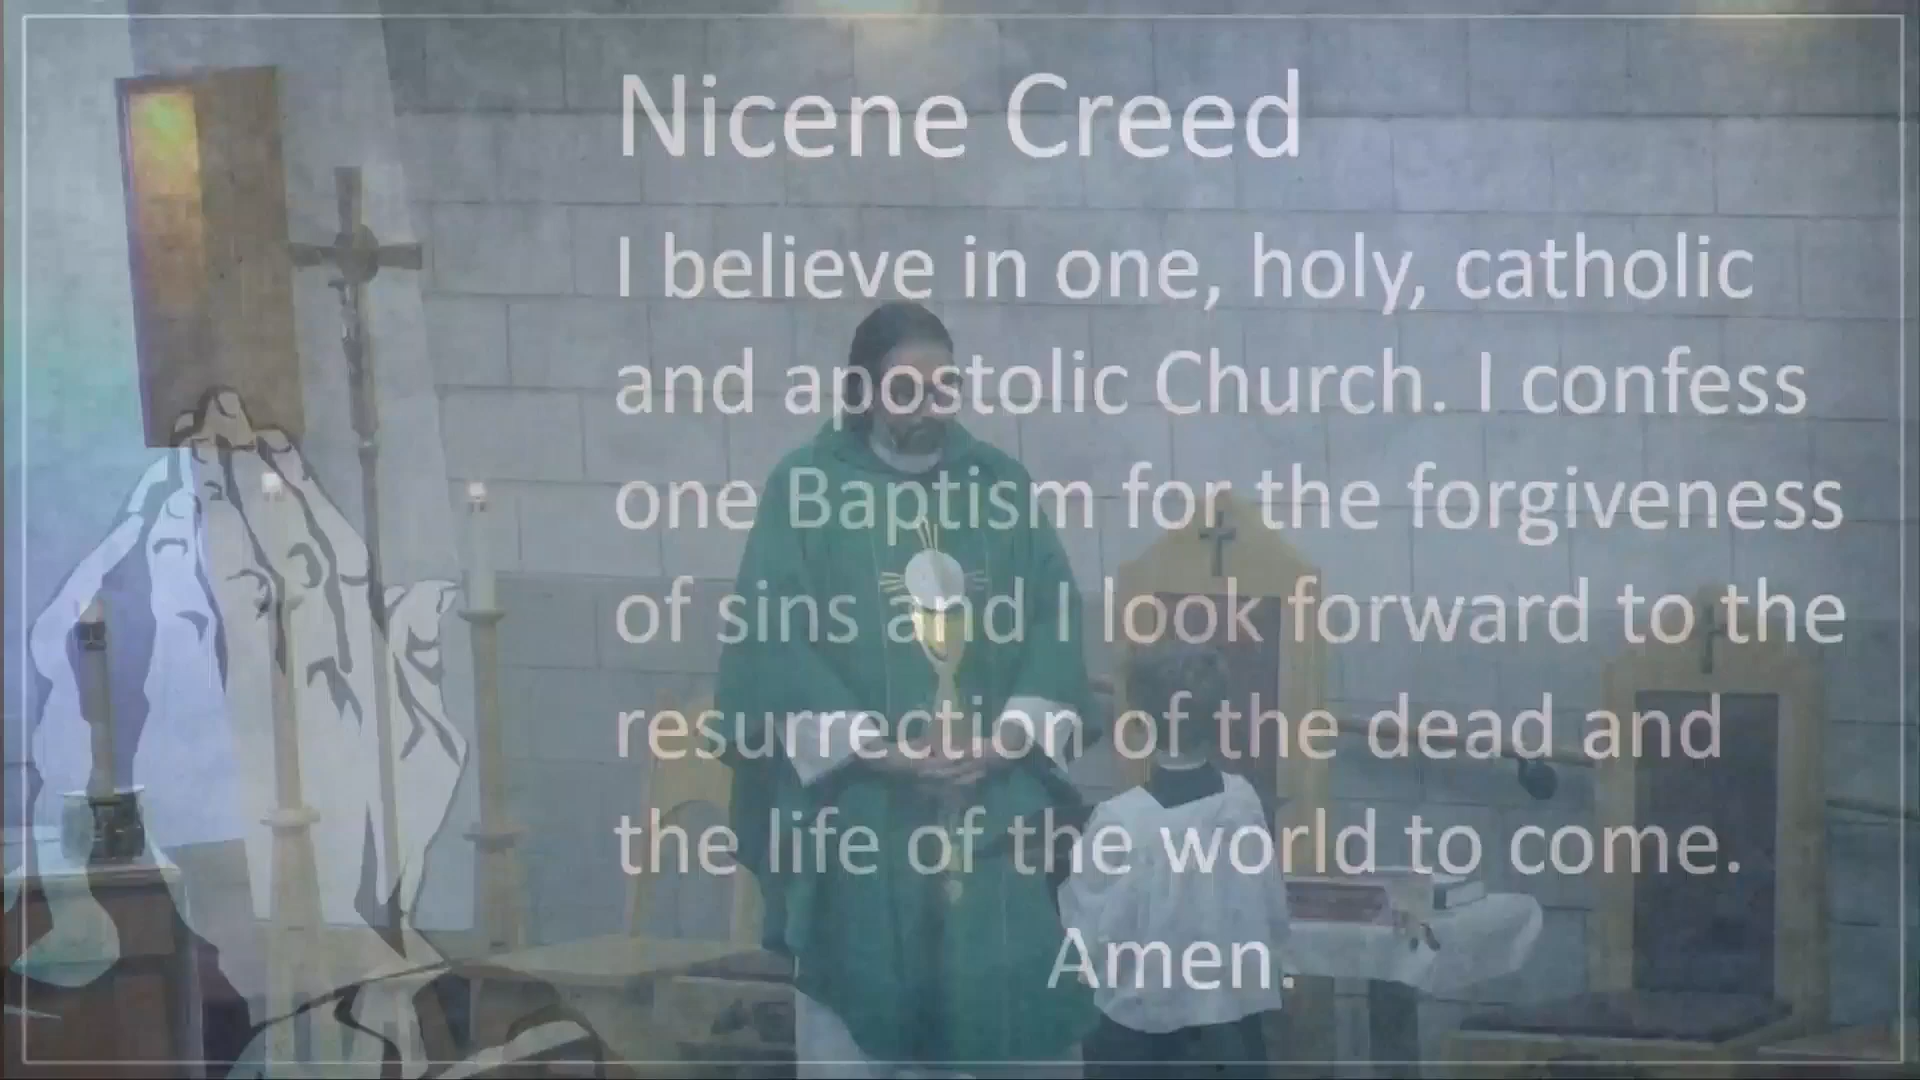 Nicene Creed
I believe in one, holy, catholic
and apostolic Church. I confess
one Baptism for the forgiveness
of sins and I look forward to the
resurrection of the dead and
the life of the world to come.
Amen.